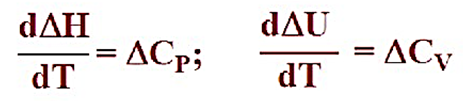 dΔH/dT = ΔC_P; dΔU/dT = ΔC_V